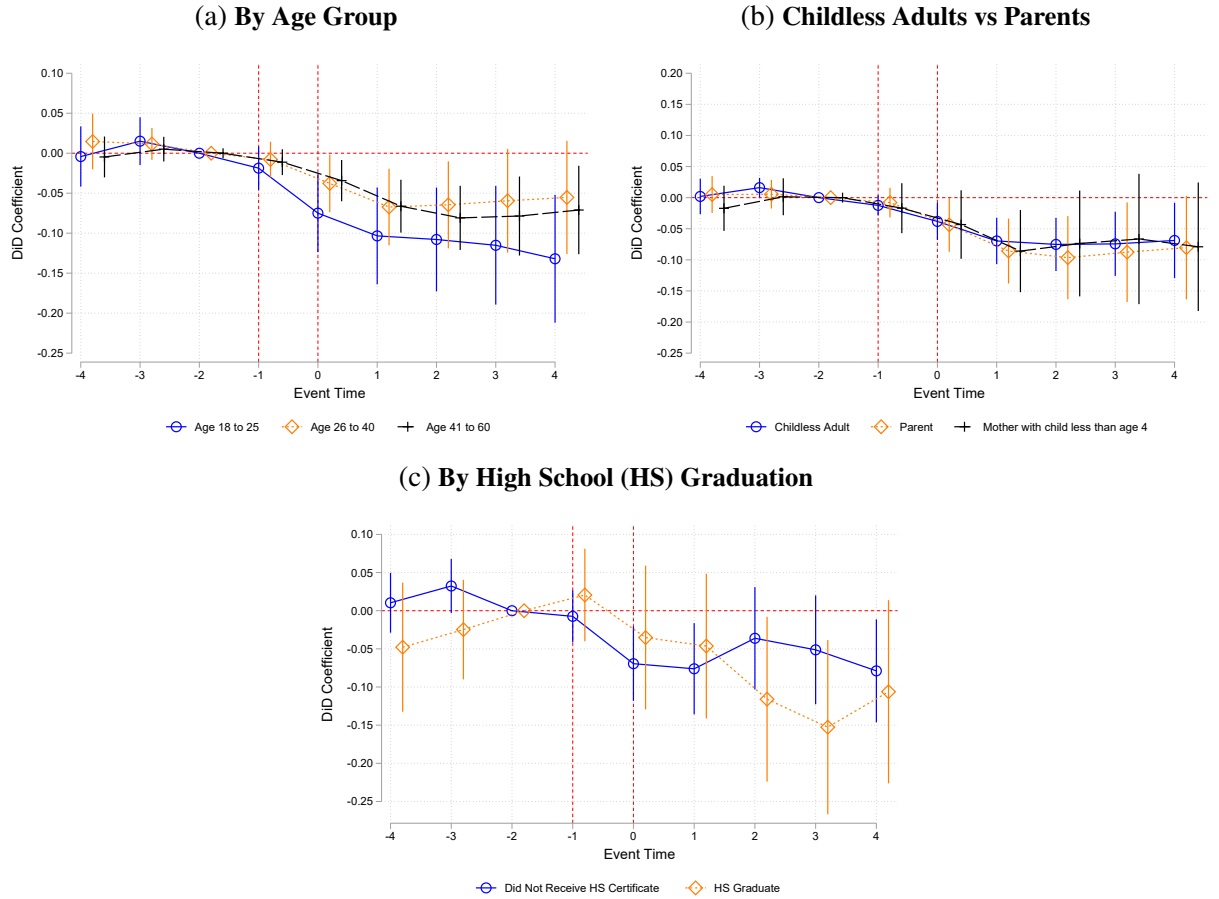 (a) By Age Group
0.10
0.05
0.00
-0.05
-0.10
-0.15
-0.20
-0.25
DiD Coefficient
-4 -3 -2 -1 0 1 2 3 4
Event Time
Age 18 to 25 Age 26 to 40 Age 41 to 60
(b) Childless Adults vs Parents
0.20
0.15
0.10
0.05
0.00
-0.05
-0.10
-0.15
-0.20
-0.25
DiD Coefficient
-4 -3 -2 -1 0 1 2 3 4
Event Time
Childless Adult Parent Mother with child less than age 4
(c) By High School (HS) Graduation
0.10
0.05
0.00
-0.05
-0.10
-0.15
-0.20
-0.25
DiD Coefficient
-4 -3 -2 -1 0 1 2 3 4
Event Time
Did Not Receive HS Certificate HS Graduate